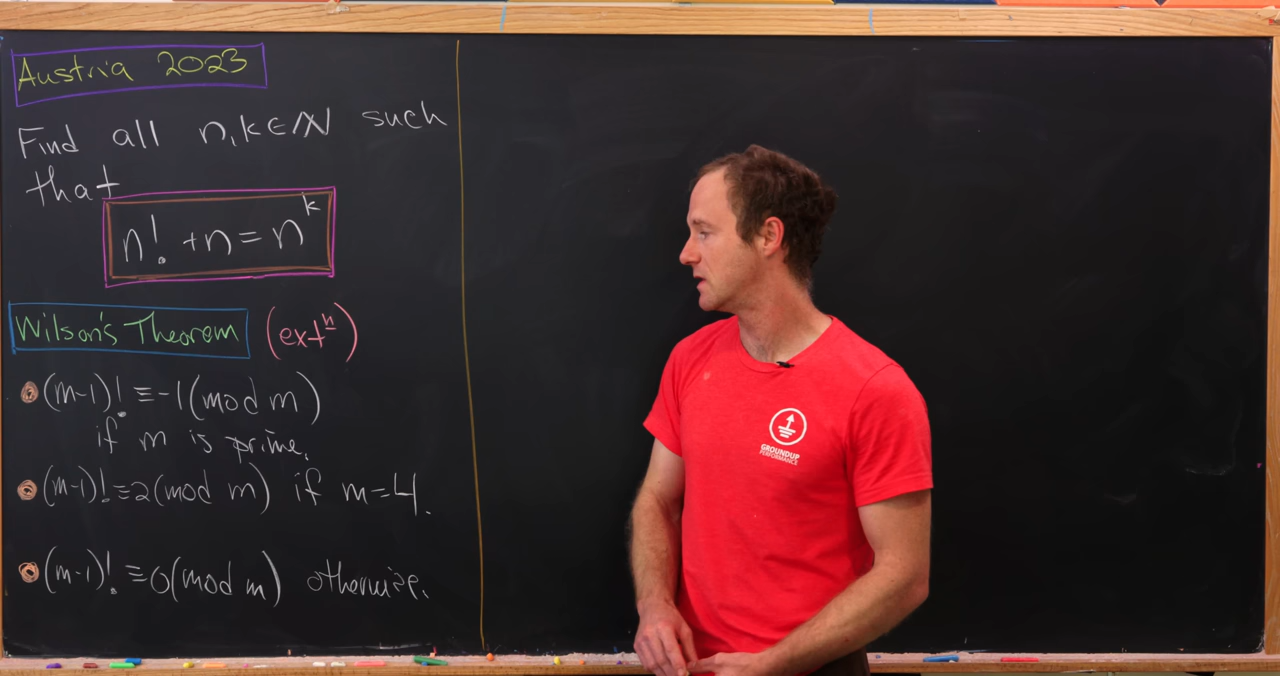 Austria 2023
Find all n,k∈ℕ such
that
n! +n = n^k
Wilson's Theorem (ext^n)
(m-1)! ≡ -1 (mod m)
if m is prime.
(m-1)! ≡ 2 (mod m) if m=4.
(m-1)! ≡ 0 (mod m) otherwise.
GROUNDUP
PERFORMANCE